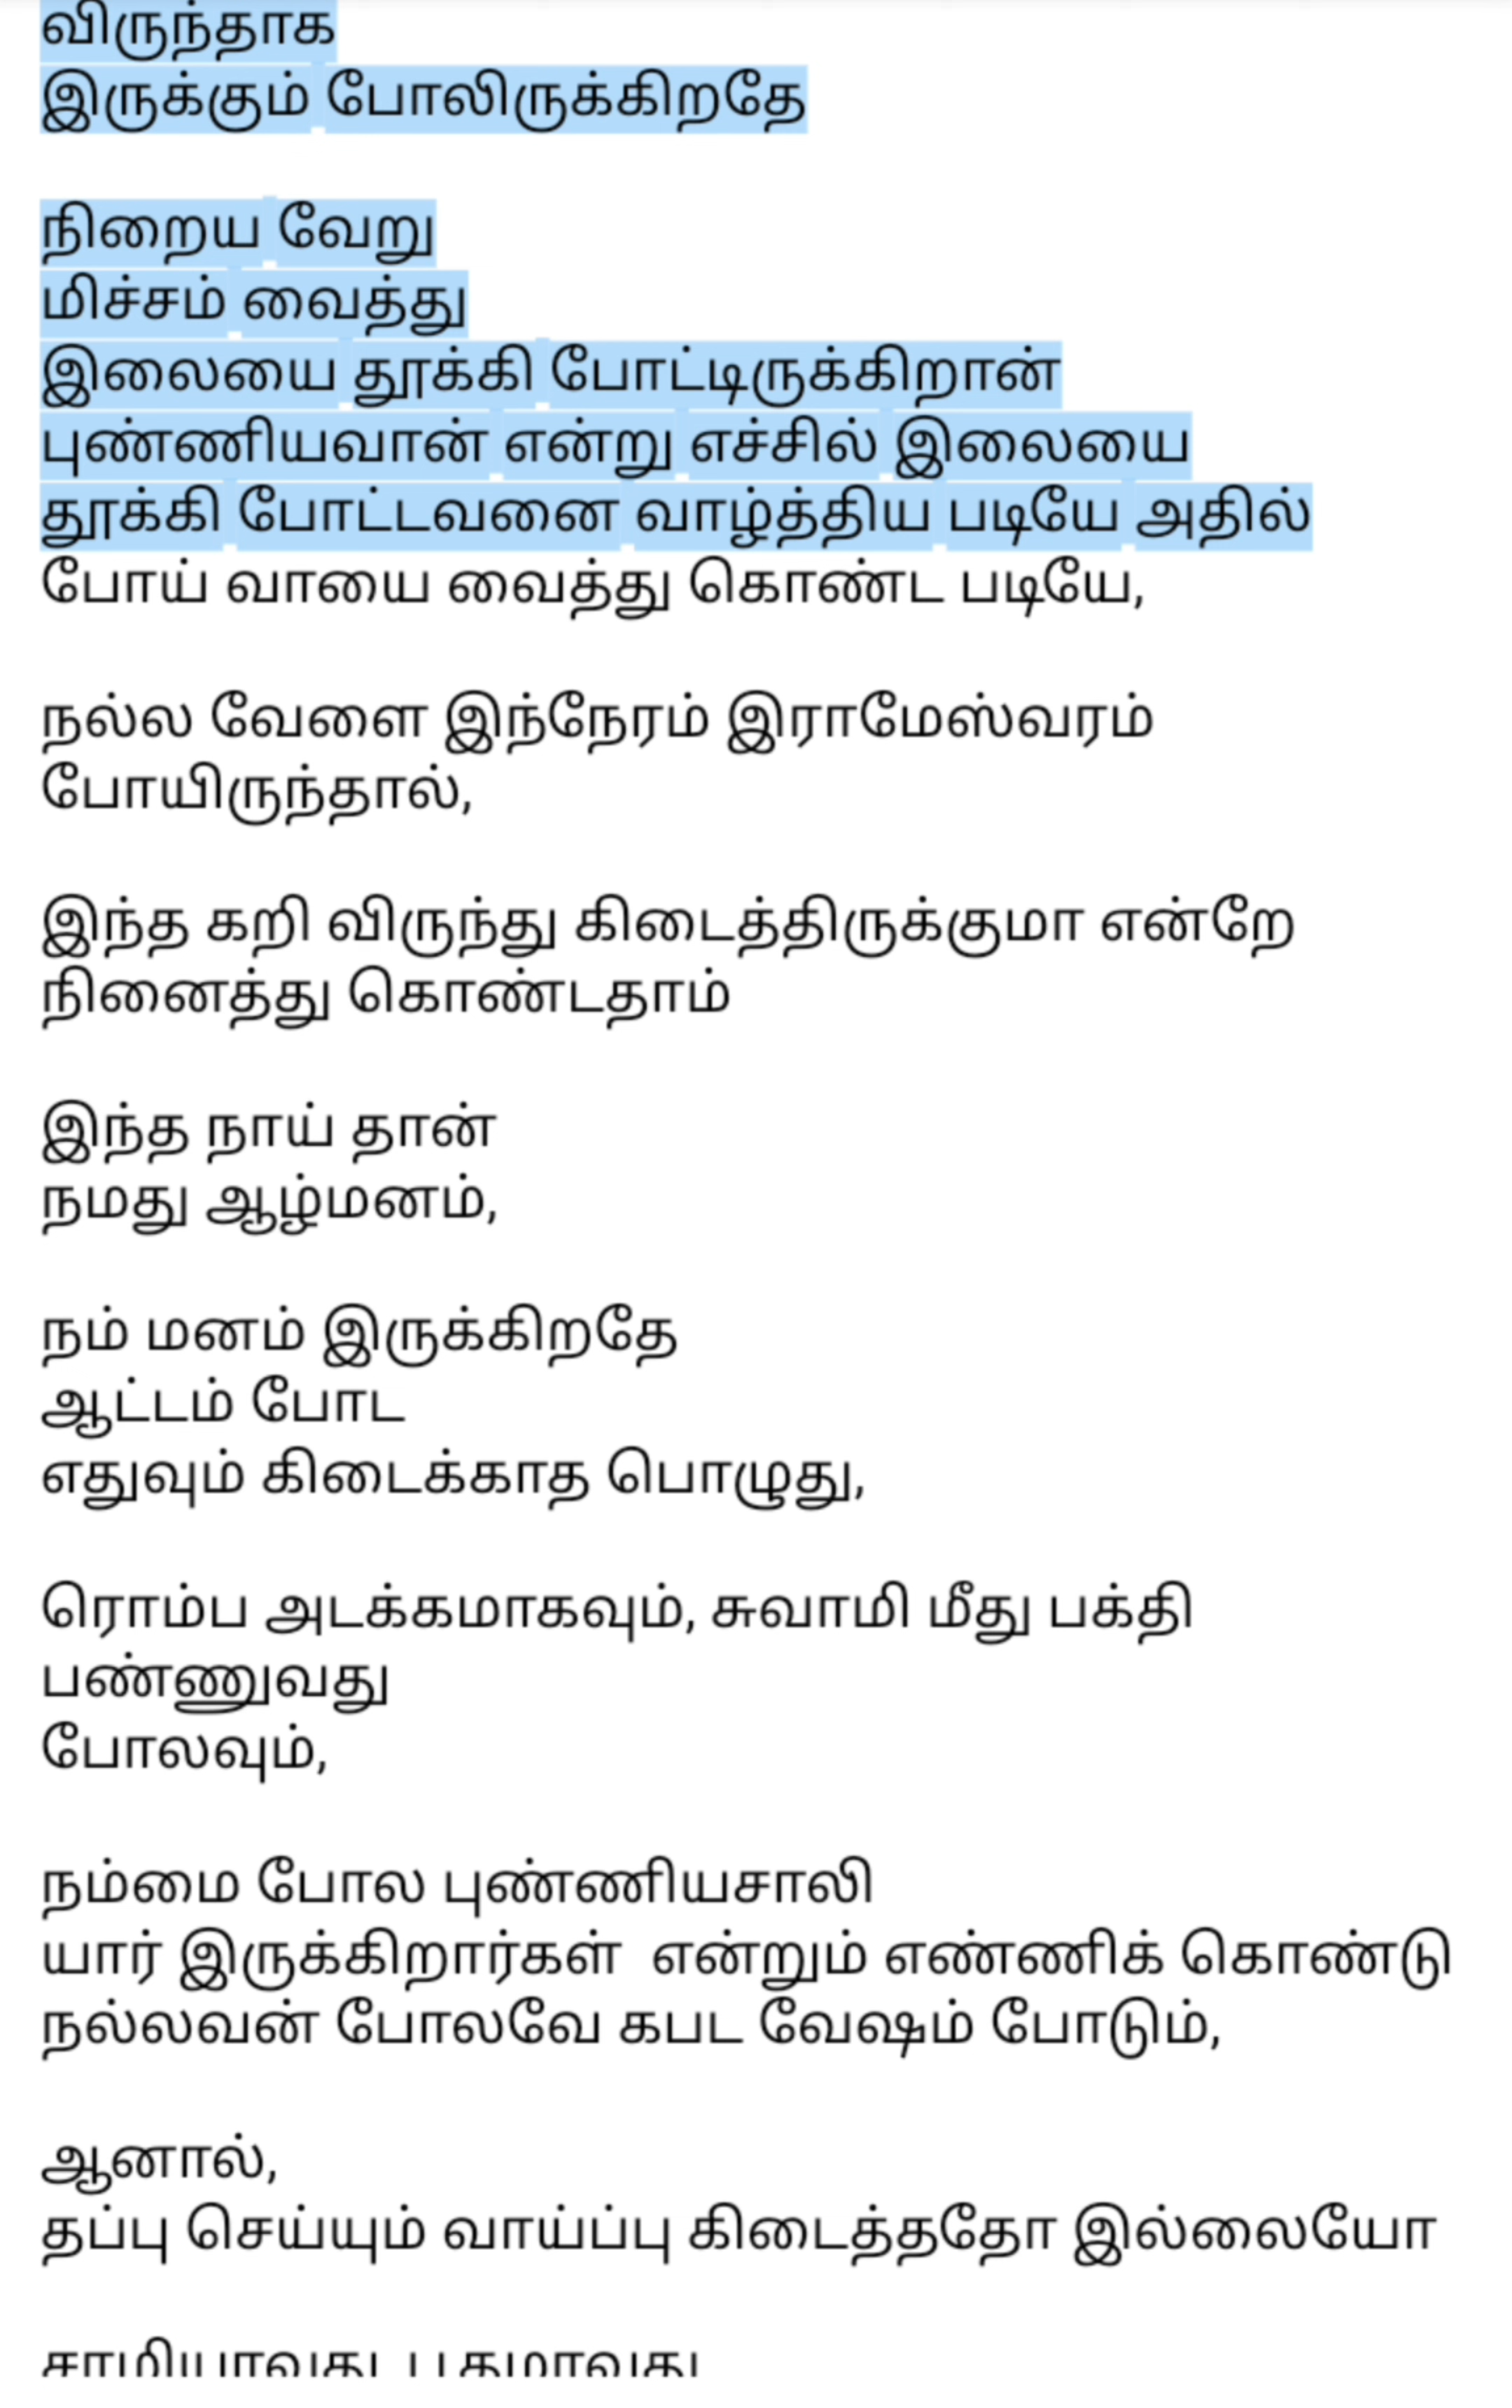 விருந்தாக
இருக்கும் போலிருக்கிறதே
நிறைய வேறு
மிச்சம் வைத்து
இலையை தூக்கி போட்டிருக்கிறான்
புண்ணியவான் என்று எச்சில் இலையை
தூக்கி போட்டவனை வாழ்த்திய படியே அதில்
போய் வாயை வைத்து கொண்ட படியே,
நல்ல வேளை இந்நேரம் இராமேஸ்வரம்
போயிருந்தால்,
இந்த கறி விருந்து கிடைத்திருக்குமா என்றே
நினைத்து கொண்டதாம்
இந்த நாய் தான்
நமது ஆழ்மனம்,
நம் மனம் இருக்கிறதே
ஆட்டம் போட
எதுவும் கிடைக்காத பொழுது,
ரொம்ப அடக்கமாகவும், சுவாமி மீது பக்தி
பண்ணுவது
போலவும்,
நம்மை போல புண்ணியசாலி
யார் இருக்கிறார்கள்  என்றும் எண்ணிக் கொண்டு
நல்லவன் போலவே கபட வேஷம் போடும்,
ஆனால்,
தப்பு செய்யும் வாய்ப்பு கிடைத்ததோ இல்லையோ